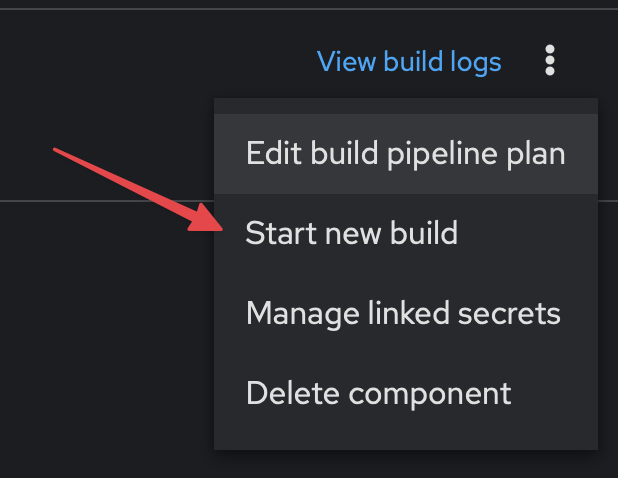 View build logs
Edit build pipeline plan
Start new build
Manage linked secrets
Delete component